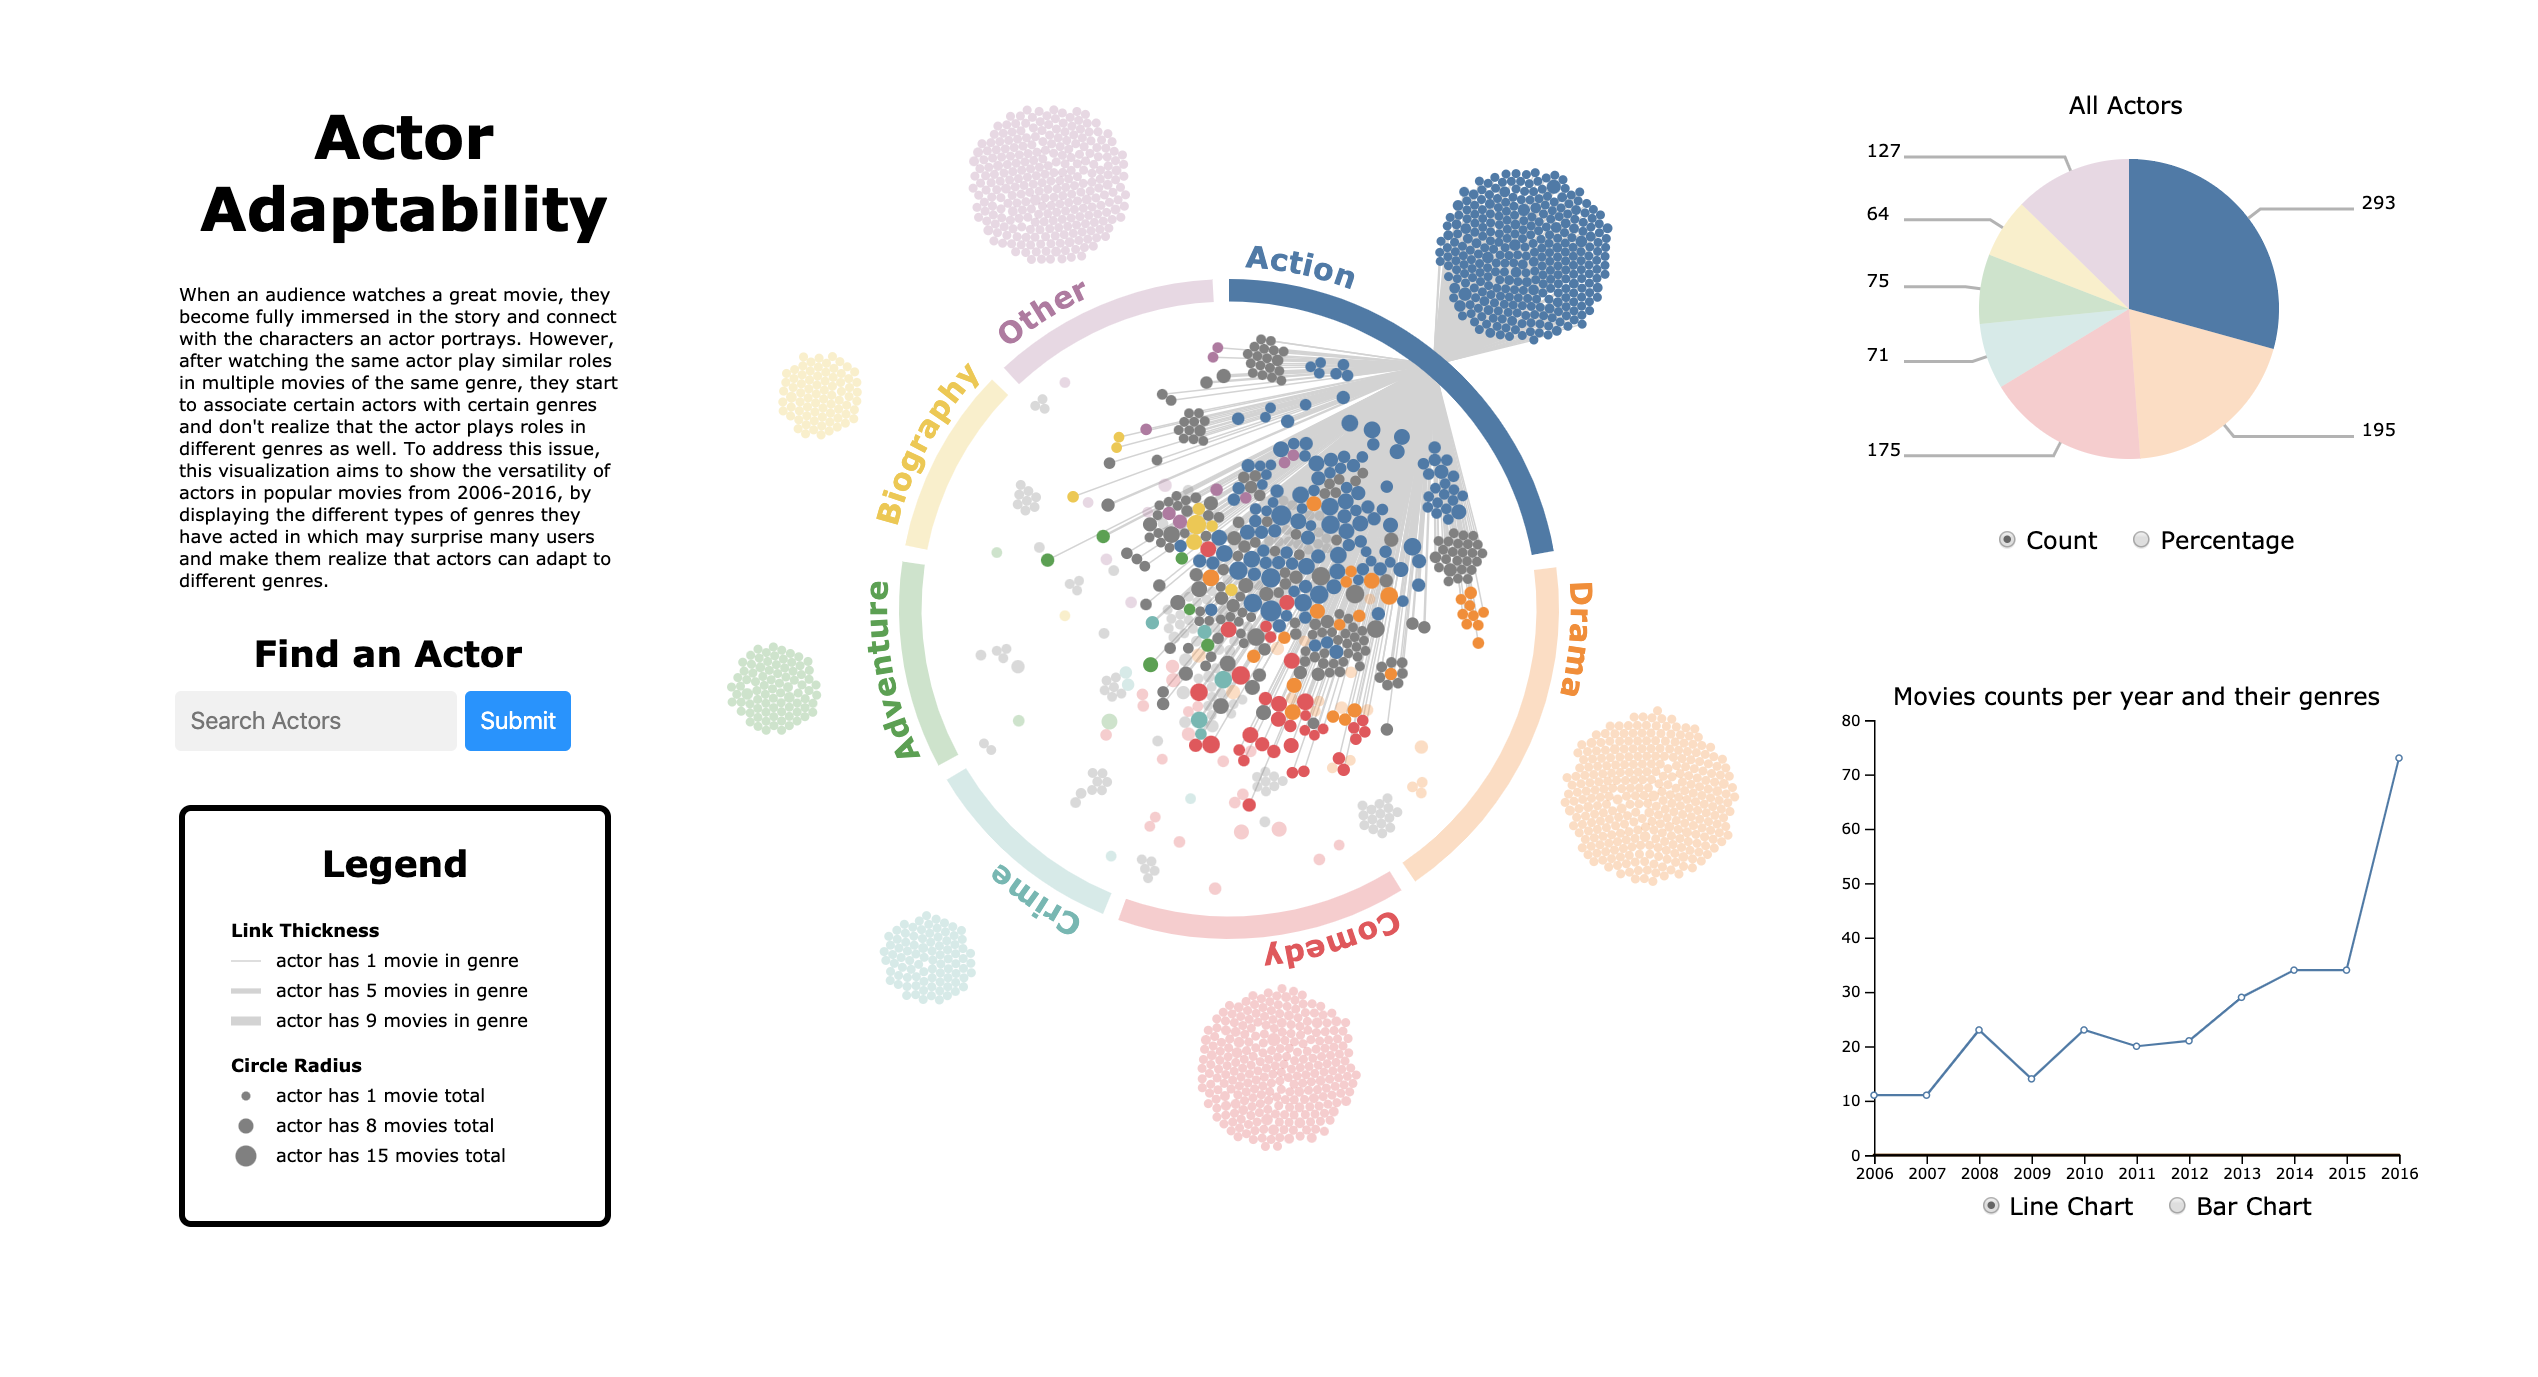 Actor
Adaptability
When an audience watches a great movie, they
become fully immersed in the story and connect
with the characters an actor portrays. However,
after watching the same actor play similar roles
in multiple movies of the same genre, they start
to associate certain actors with certain genres
and don't realize that the actor plays roles in
different genres as well. To address this issue,
this visualization aims to show the versatility of
actors in popular movies from 2006-2016, by
displaying the different types of genres they
have acted in which may surprise many users
and make them realize that actors can adapt to
different genres.
Find an Actor
Search Actors
Submit
Legend
Link Thickness
actor has 1 movie in genre
actor has 5 movies in genre
actor has 9 movies in genre
Circle Radius
actor has 1 movie total
actor has 8 movies total
actor has 15 movies total
Action
Drama
Comedy
Crime
Adventure
Biography
Other
All Actors
127
64
75
71
175
293
195
Count
Percentage
Movies counts per year and their genres
80
70
60
50
40
30
20
10
0
2006 2007 2008 2009 2010 2011 2012 2013 2014 2015 2016
Line Chart
Bar Chart